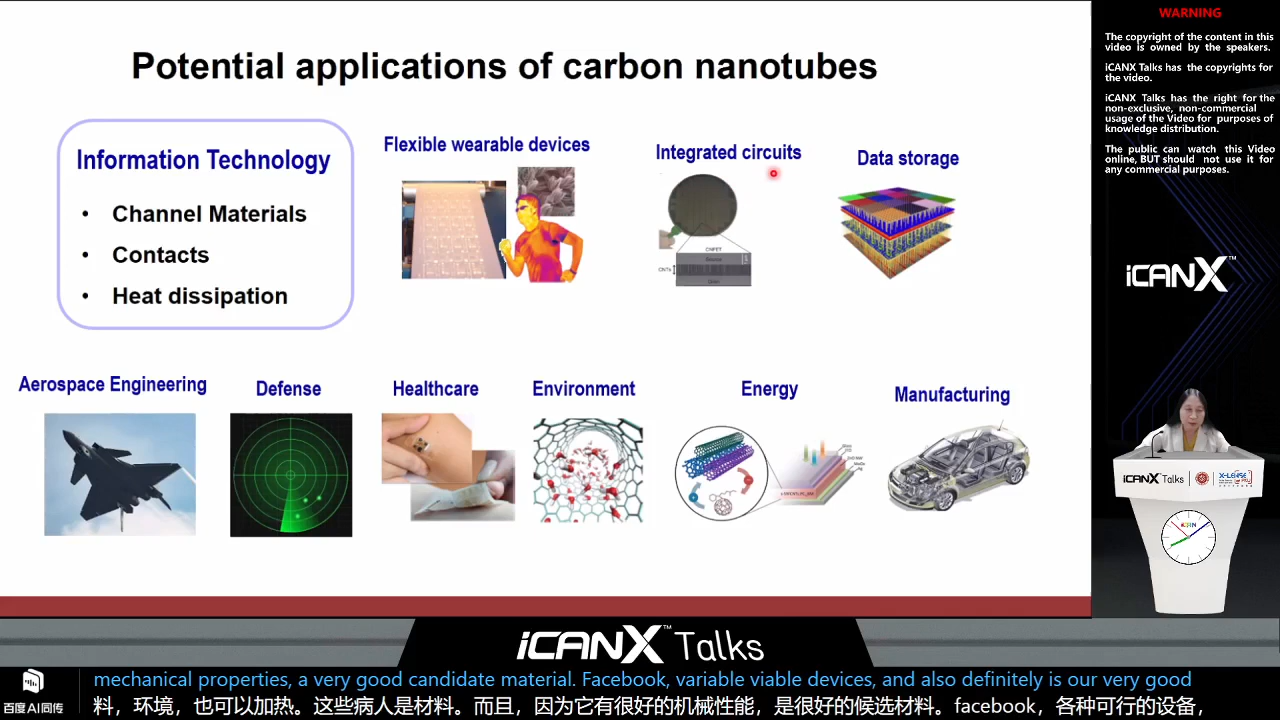 Potential applications of carbon nanotubes
Information Technology
• Channel Materials
• Contacts
• Heat dissipation
Flexible wearable devices
Integrated circuits
Data storage
CNFET
Source
CNTs
Drain
Aerospace Engineering
Defense
Healthcare
Environment
Energy
Manufacturing
WARNING
The copyright of the content in this
video is owned by the speakers.
iCANX Talks has the copyrights for
the video.
iCANX Talks has the right for the
non-exclusive, non-commercial
usage of the Video for purposes of
knowledge distribution.
The public can watch this Video
online, BUT should not use it for
any commercial purposes.
iCANX™
iCANX Talks
iCANX™ Talks
百度AI同传
mechanical properties, a very good candidate material. Facebook, variable viable devices, and also definitely is our very good
料，环境，也可以加热。这些病人是材料。而且，因为它有很好的机械性能，是很好的候选材料。facebook，各种可行的设备，